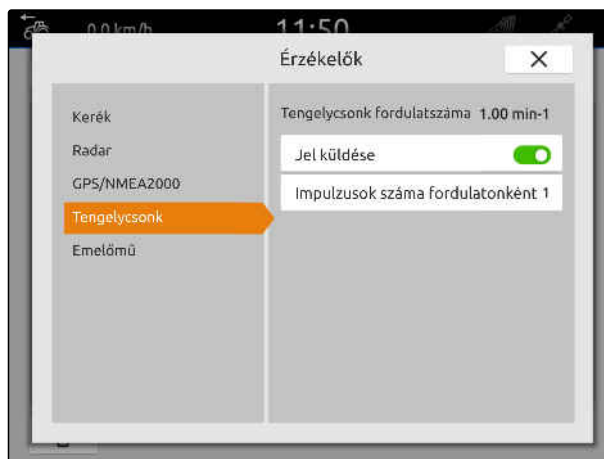 0.0 km/h
11:50
Érzékelők
Kerék
Radar
GPS/NMEA2000
Tengelycsonk
Emelőmű
Tengelycsonk fordulatszáma 1.00 min-1
Jel küldése
Impulzusok száma fordulatonként 1